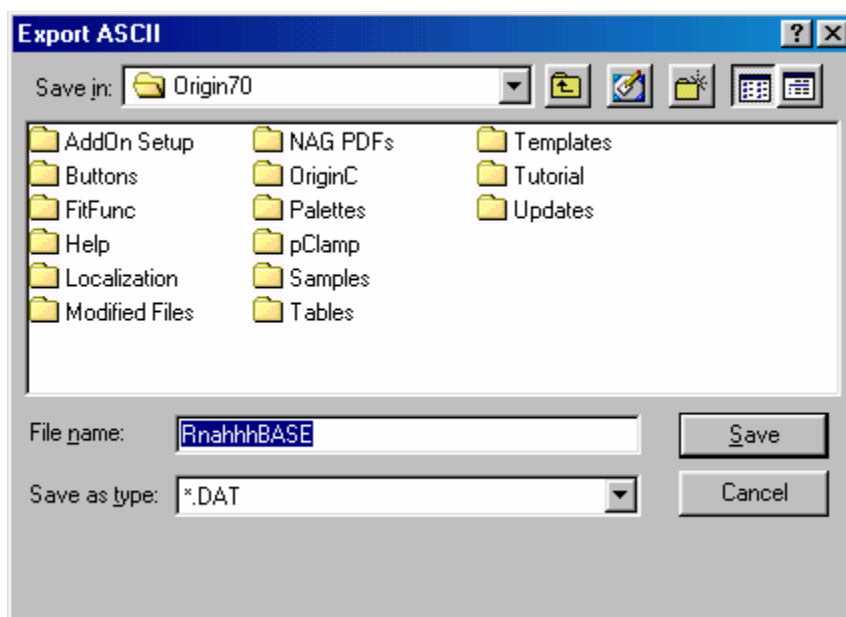 Export ASCII
Save in: Origin70
AddOn Setup NAG PDFs Templates
Buttons OriginC Tutorial
FitFunc Palettes Updates
Help pClamp
Localization Samples
Modified Files Tables
File name: RnahhhBASE Save
Save as type: *.DAT Cancel